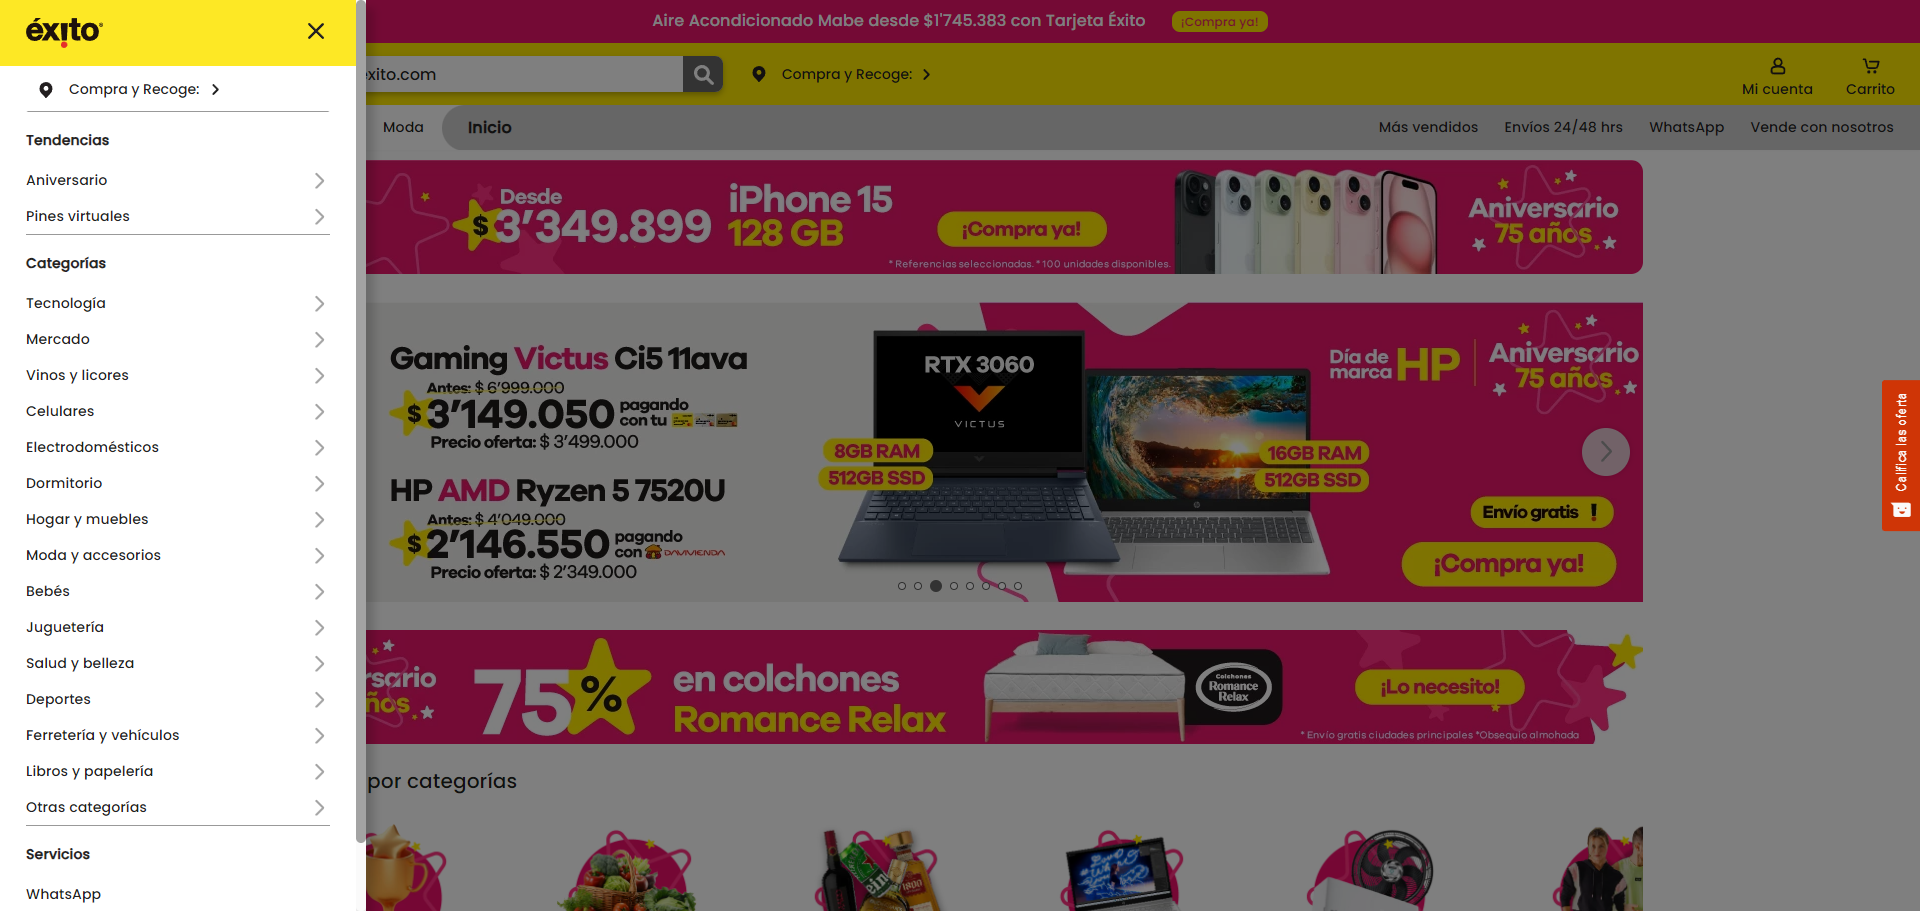 éxito
Compra y Recoge:
Tendencias
Aniversario
Pines virtuales
Categorías
Tecnología
Mercado
Vinos y licores
Celulares
Electrodomésticos
Dormitorio
Hogar y muebles
Moda y accesorios
Bebés
Juguetería
Salud y belleza
Deportes
Ferretería y vehículos
Libros y papelería
Otras categorías
Servicios
WhatsApp
Aire Acondicionado Mabe desde $1'745.383 con Tarjeta Éxito
¡Compra ya!
exito.com
Compra y Recoge:
Mi cuenta
Carrito
Moda
Inicio
Más vendidos
Envíos 24/48 hrs
WhatsApp
Vende con nosotros
Desde
$3'349.899
iPhone 15
128 GB
¡Compra ya!
* Referencias seleccionadas. * 100 unidades disponibles.
Aniversario
75 años.
Gaming Victus Ci5 11ava
Antes: $ 6'999.000
$3'149.050 pagando
con tu
Precio oferta: $ 3'499.000
HP AMD Ryzen 5 7520U
Antes: $ 4'049.000
$2'146.550 pagando
con DAVIVIENDA
Precio oferta: $ 2'349.000
RTX 3060
VICTUS
8GB RAM
512GB SSD
16GB RAM
512GB SSD
Día de
marca HP
Aniversario
75 años.
Envío gratis !
¡Compra ya!
Califica las oferta
sario
ños.
75%
en colchones
Romance Relax
Colchones
Romance
Relax
¡Lo necesito!
* Envío gratis ciudades principales *Obsequio almohada
por categorías
1800